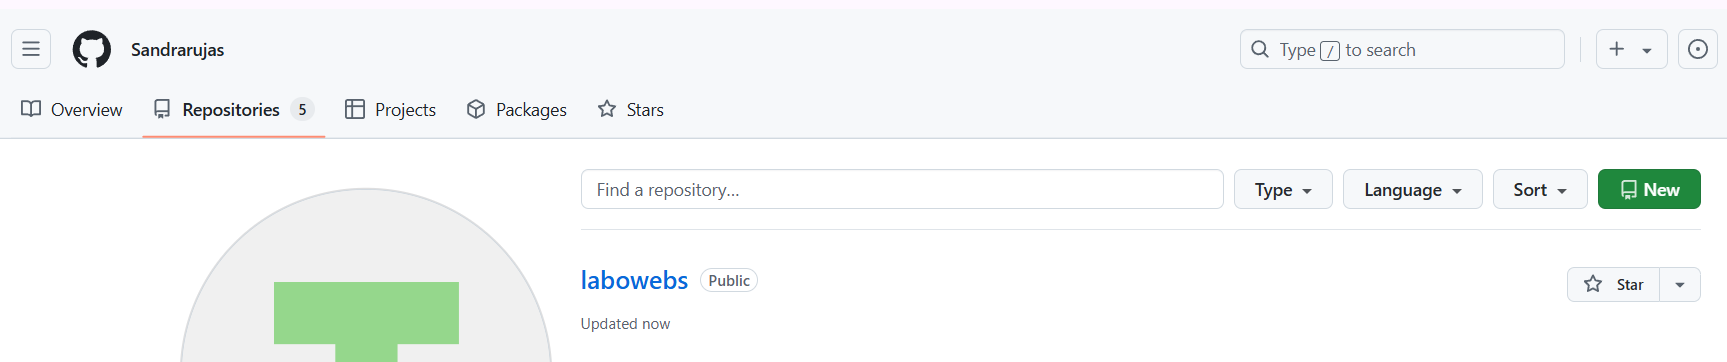 Sandrarujas
Type / to search
Overview Repositories 5 Projects Packages Stars
Find a repository... Type Language Sort New
labowebs Public Star
Updated now